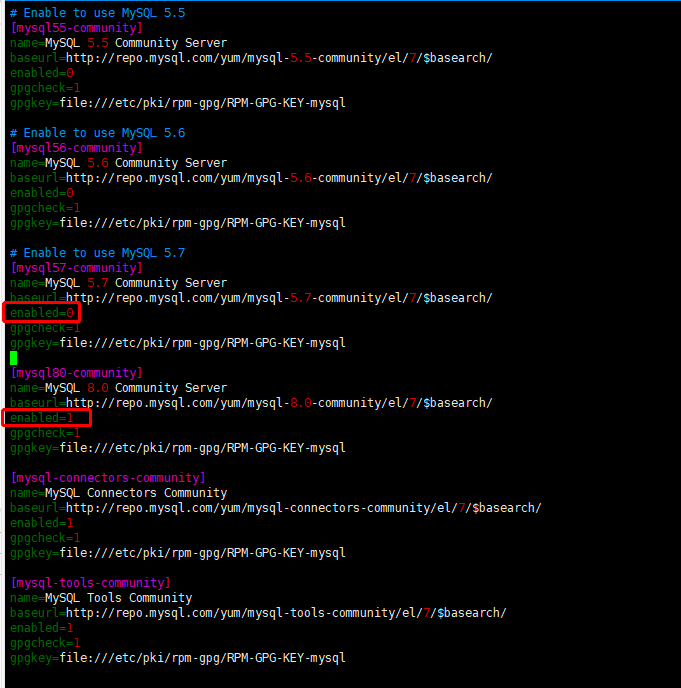 # Enable to use MySQL 5.5
[mysql55-community]
name=MySQL 5.5 Community Server
baseurl=http://repo.mysql.com/yum/mysql-5.5-community/el/7/$basearch/
enabled=0
gpgcheck=1
gpgkey=file:///etc/pki/rpm-gpg/RPM-GPG-KEY-mysql
# Enable to use MySQL 5.6
[mysql56-community]
name=MySQL 5.6 Community Server
baseurl=http://repo.mysql.com/yum/mysql-5.6-community/el/7/$basearch/
enabled=0
gpgcheck=1
gpgkey=file:///etc/pki/rpm-gpg/RPM-GPG-KEY-mysql
# Enable to use MySQL 5.7
[mysql57-community]
name=MySQL 5.7 Community Server
baseurl=http://repo.mysql.com/yum/mysql-5.7-community/el/7/$basearch/
enabled=0
gpgcheck=1
gpgkey=file:///etc/pki/rpm-gpg/RPM-GPG-KEY-mysql
[mysql80-community]
name=MySQL 8.0 Community Server
baseurl=http://repo.mysql.com/yum/mysql-8.0-community/el/7/$basearch/
enabled=1
gpgcheck=1
gpgkey=file:///etc/pki/rpm-gpg/RPM-GPG-KEY-mysql
[mysql-connectors-community]
name=MySQL Connectors Community
baseurl=http://repo.mysql.com/yum/mysql-connectors-community/el/7/$basearch/
enabled=1
gpgcheck=1
gpgkey=file:///etc/pki/rpm-gpg/RPM-GPG-KEY-mysql
[mysql-tools-community]
name=MySQL Tools Community
baseurl=http://repo.mysql.com/yum/mysql-tools-community/el/7/$basearch/
enabled=1
gpgcheck=1
gpgkey=file:///etc/pki/rpm-gpg/RPM-GPG-KEY-mysql